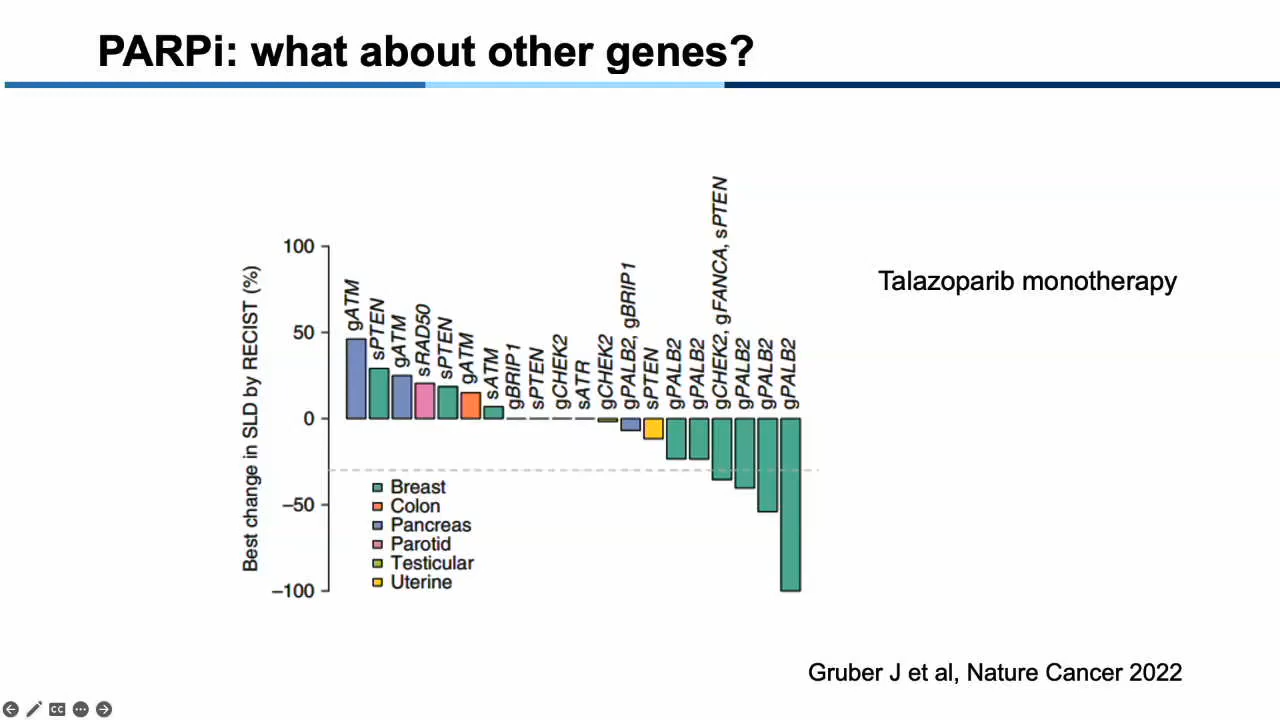 PARPi: what about other genes?
Talazoparib monotherapy
Best change in SLD by RECIST (%)
100
50
0
–50
–100
gATM
sPTEN
gATM
sRAD50
sPTEN
gATM
sATM
gBRIP1
sPTEN
gCHEK2
sATR
gCHEK2
gPALB2, gBRIP1
sPTEN
gPALB2
gPALB2
gCHEK2, gFANCA, sPTEN
gPALB2
gPALB2
gPALB2
Breast
Colon
Pancreas
Parotid
Testicular
Uterine
Gruber J et al, Nature Cancer 2022
CC